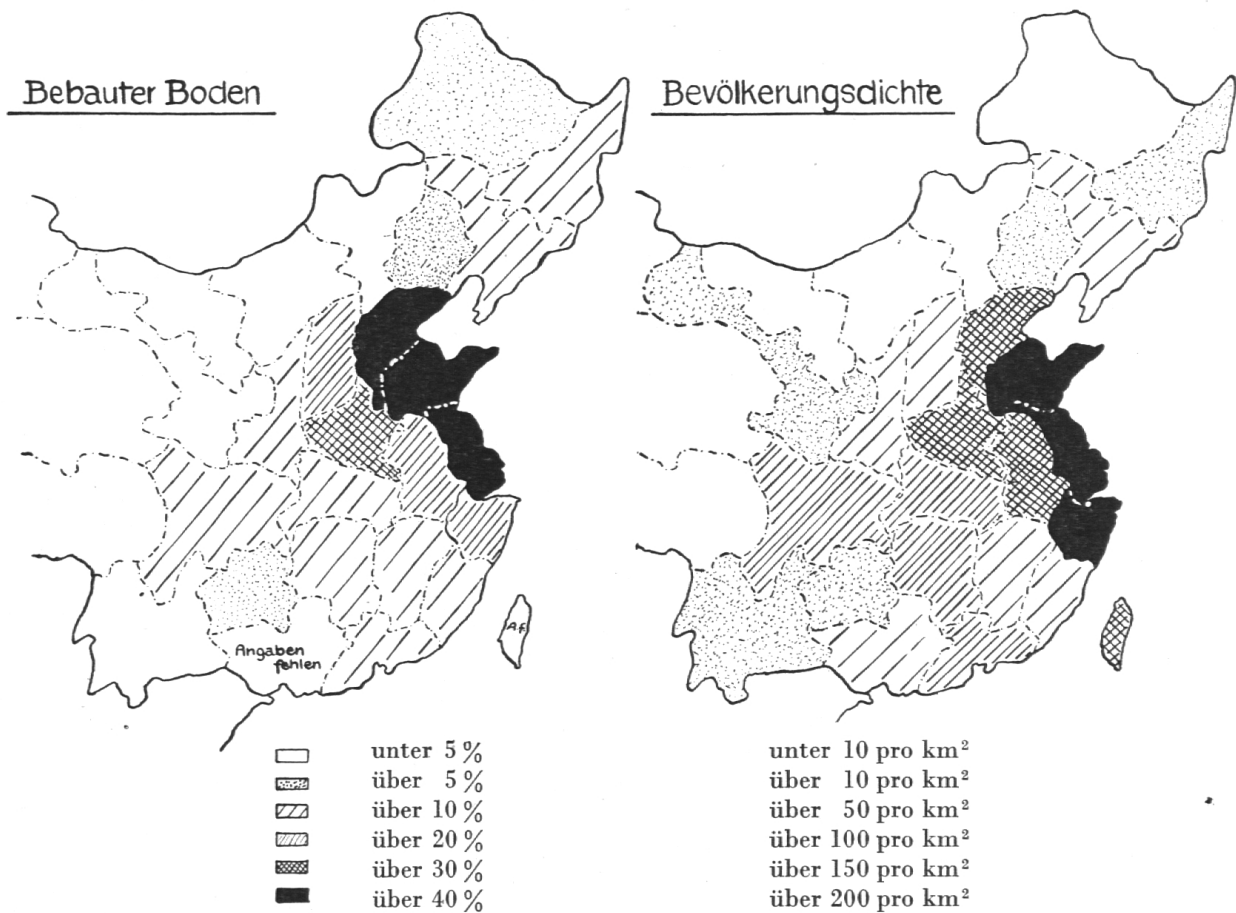 Bebauter Boden
Bevölkerungsdichte
Angaben
fehlen
A.f.
unter 5 %
über 5 %
über 10 %
über 20 %
über 30 %
über 40 %
unter 10 pro km²
über 10 pro km²
über 50 pro km²
über 100 pro km²
über 150 pro km²
über 200 pro km²